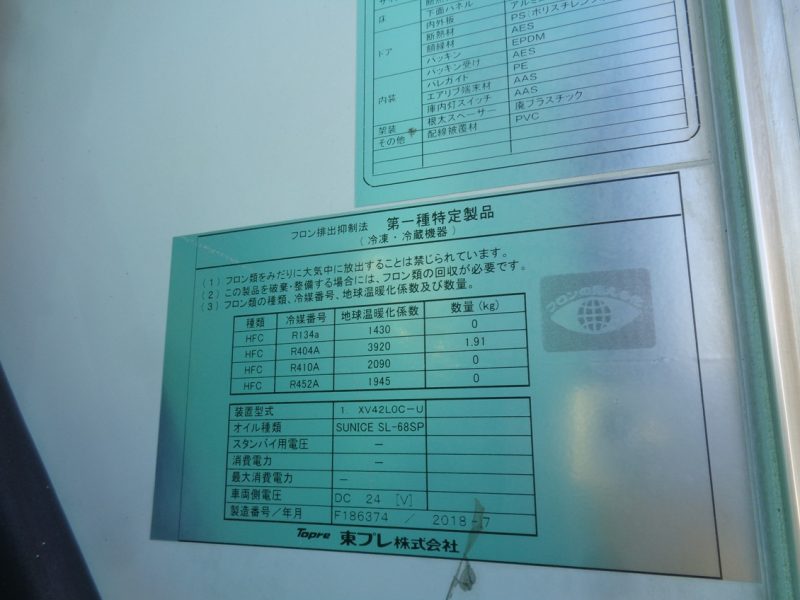 床 下面パネル
ドア 内外板
断熱材 PS(ポリスチレン
額縁材 AES
パッキン EPDM
パッキン受け AES
内装 ハレガイト PE
エアリブ端末材 AAS
庫内灯スイッチ AAS
架装 根太スペーサー 廃プラスチック
その他 配線被覆材 PVC
フロン排出抑制法 第一種特定製品
(冷凍・冷蔵機器)
(1) フロン類をみだりに大気中に放出することは禁じられています。
(2) この製品を破棄・整備する場合には、フロン類の回収が必要です。
(3) フロン類の種類、冷媒番号、地球温暖化係数及び数量。
種類 冷媒番号 地球温暖化係数 数量(kg)
HFC R134a 1430 0
HFC R404A 3920 1.91
HFC R410A 2090 0
HFC R452A 1945 0
装置型式 1. XV42LOC-U
オイル種類 SUNICE SL-68SP
スタンバイ用電圧 ー
消費電力 ー
最大消費電力 ー
車両側電圧 DC 24 [V]
製造番号/年月 F186374 / 2018-7
Topre 東プレ株式会社